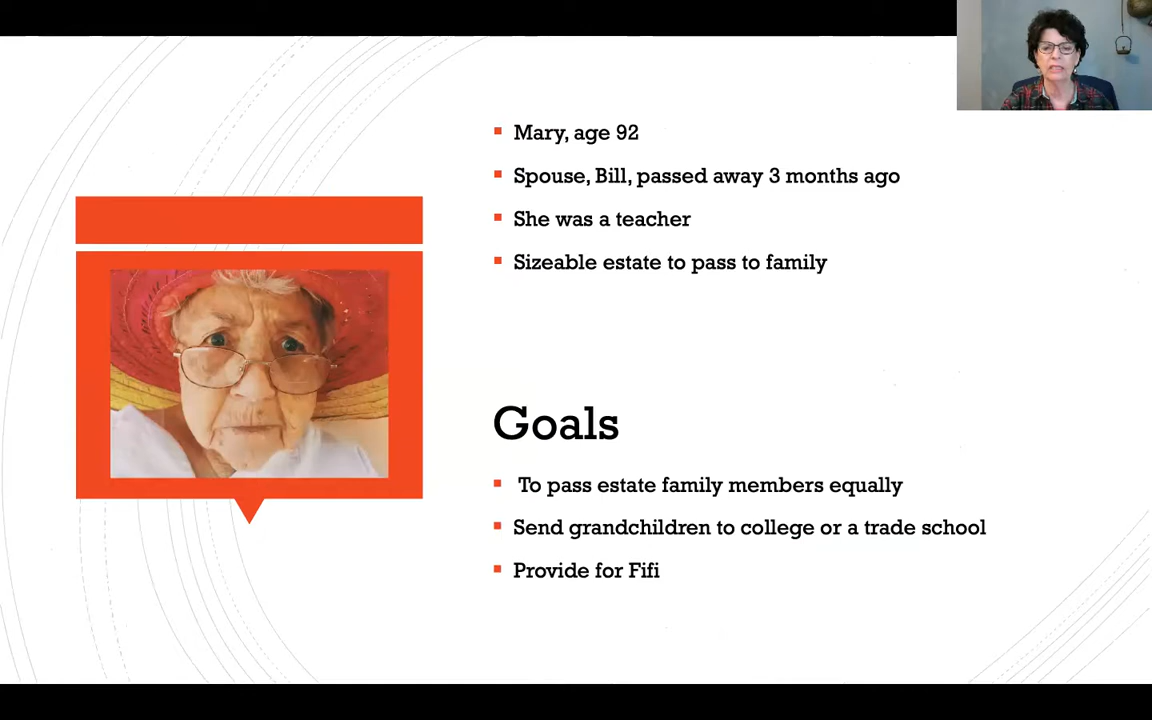 Mary, age 92
Spouse, Bill, passed away 3 months ago
She was a teacher
Sizeable estate to pass to family
Goals
To pass estate family members equally
Send grandchildren to college or a trade school
Provide for Fifi